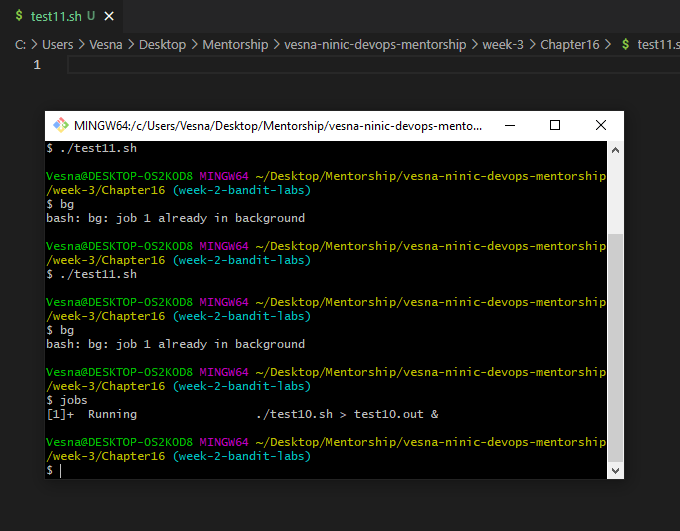 $ test11.sh U ×
C: > Users > Vesna > Desktop > Mentorship > vesna-ninic-devops-mentorship > week-3 > Chapter16 > $ test11.s
1
MINGW64:/c/Users/Vesna/Desktop/Mentorship/vesna-ninic-devops-mento...
$ ./test11.sh
Vesna@DESKTOP-OS2KOD8 MINGW64 ~/Desktop/Mentorship/vesna-ninic-devops-mentorship
/week-3/Chapter16 (week-2-bandit-labs)
$ bg
bash: bg: job 1 already in background
Vesna@DESKTOP-OS2KOD8 MINGW64 ~/Desktop/Mentorship/vesna-ninic-devops-mentorship
/week-3/Chapter16 (week-2-bandit-labs)
$ ./test11.sh
Vesna@DESKTOP-OS2KOD8 MINGW64 ~/Desktop/Mentorship/vesna-ninic-devops-mentorship
/week-3/Chapter16 (week-2-bandit-labs)
$ bg
bash: bg: job 1 already in background
Vesna@DESKTOP-OS2KOD8 MINGW64 ~/Desktop/Mentorship/vesna-ninic-devops-mentorship
/week-3/Chapter16 (week-2-bandit-labs)
$ jobs
[1]+  Running                 ./test10.sh > test10.out &
Vesna@DESKTOP-OS2KOD8 MINGW64 ~/Desktop/Mentorship/vesna-ninic-devops-mentorship
/week-3/Chapter16 (week-2-bandit-labs)
$